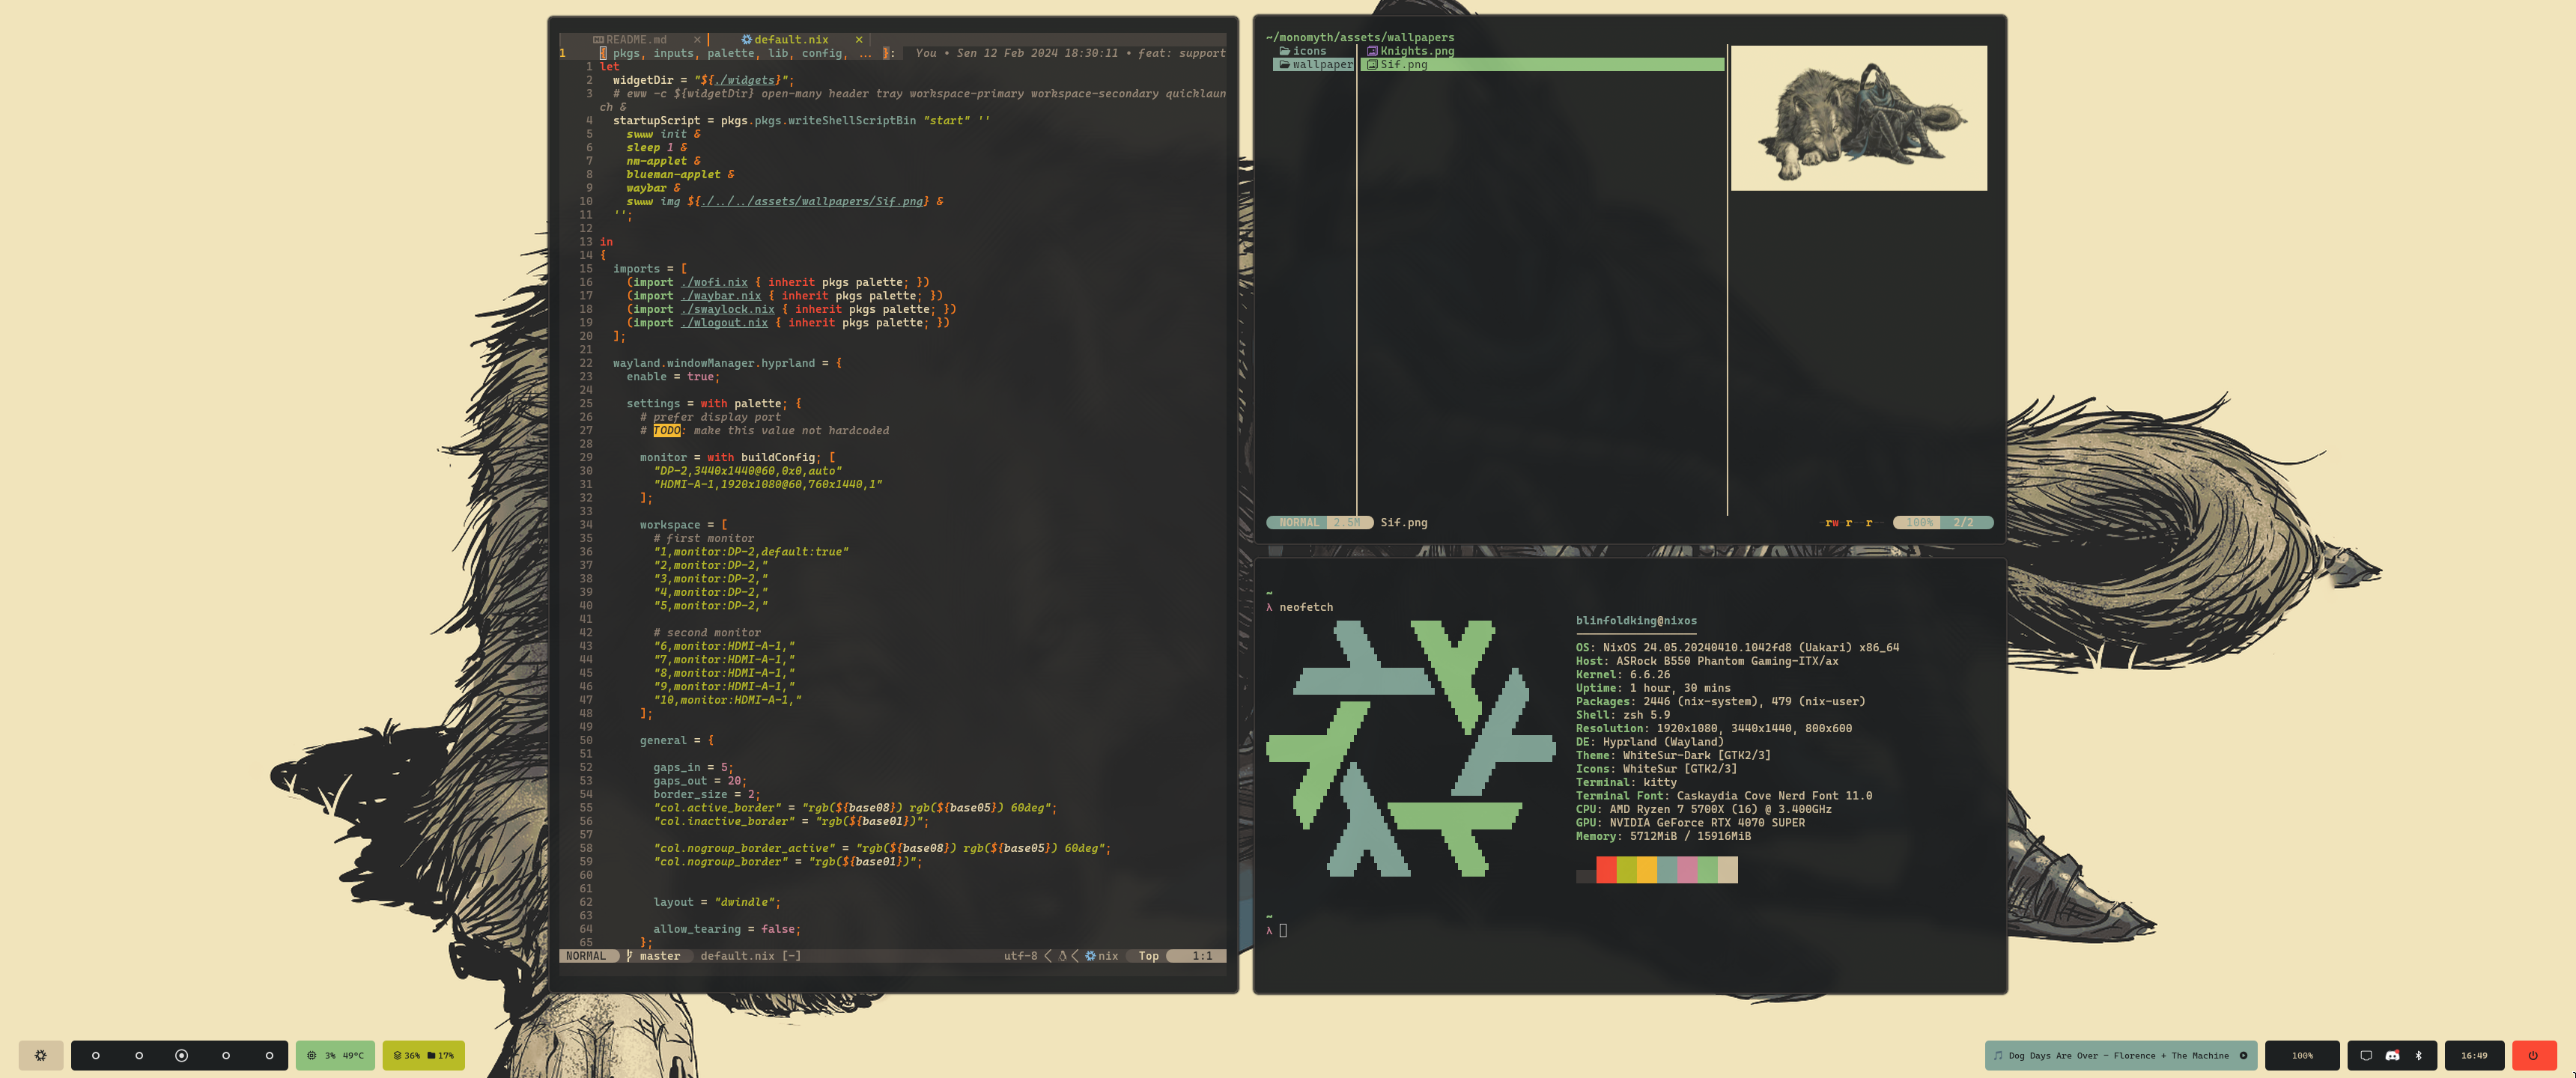 README.md ✕ default.nix ✕
1 { pkgs, inputs, palette, lib, config, ... }: You • Sen 12 Feb 2024 18:30:11 • feat: support
1 let
2 widgetDir = "${./widgets}";
3 # eww -c ${widgetDir} open-many header tray workspace-primary workspace-secondary quicklaun
ch &
4 startupScript = pkgs.pkgs.writeShellScriptBin "start" ''
5 swww init &
6 sleep 1 &
7 nm-applet &
8 blueman-applet &
9 waybar &
10 swww img ${./../../assets/wallpapers/Sif.png} &
11 '';
12
13 in
14 {
15 imports = [
16 (import ./wofi.nix { inherit pkgs palette; })
17 (import ./waybar.nix { inherit pkgs palette; })
18 (import ./swaylock.nix { inherit pkgs palette; })
19 (import ./wlogout.nix { inherit pkgs palette; })
20 ];
21
22 wayland.windowManager.hyprland = {
23 enable = true;
24
25 settings = with palette; {
26 # prefer display port
27 # TODO: make this value not hardcoded
28
29 monitor = with buildConfig; [
30 "DP-2,3440x1440@60,0x0,auto"
31 "HDMI-A-1,1920x1080@60,760x1440,1"
32 ];
33
34 workspace = [
35 # first monitor
36 "1,monitor:DP-2,default:true"
37 "2,monitor:DP-2,"
38 "3,monitor:DP-2,"
39 "4,monitor:DP-2,"
40 "5,monitor:DP-2,"
41
42 # second monitor
43 "6,monitor:HDMI-A-1,"
44 "7,monitor:HDMI-A-1,"
45 "8,monitor:HDMI-A-1,"
46 "9,monitor:HDMI-A-1,"
47 "10,monitor:HDMI-A-1,"
48 ];
49
50 general = {
51
52 gaps_in = 5;
53 gaps_out = 20;
54 border_size = 2;
55 "col.active_border" = "rgb(${base08}) rgb(${base05}) 60deg";
56 "col.inactive_border" = "rgb(${base01})";
57
58 "col.nogroup_border_active" = "rgb(${base08}) rgb(${base05}) 60deg";
59 "col.nogroup_border" = "rgb(${base01})";
60
61
62 layout = "dwindle";
63
64 allow_tearing = false;
65 };
NORMAL master default.nix [-] utf-8 nix Top 1:1
~/monomyth/assets/wallpapers
icons Knights.png
wallpaper Sif.png
NORMAL 2.5M Sif.png -rw-r--r-- 100% 2/2
~
λ neofetch
blinfoldking@nixos
OS: NixOS 24.05.20240410.1042fd8 (Uakari) x86_64
Host: ASRock B550 Phantom Gaming-ITX/ax
Kernel: 6.6.26
Uptime: 1 hour, 30 mins
Packages: 2446 (nix-system), 479 (nix-user)
Shell: zsh 5.9
Resolution: 1920x1080, 3440x1440, 800x600
DE: Hyprland (Wayland)
Theme: WhiteSur-Dark [GTK2/3]
Icons: WhiteSur [GTK2/3]
Terminal: kitty
Terminal Font: Caskaydia Cove Nerd Font 11.0
CPU: AMD Ryzen 7 5700X (16) @ 3.400GHz
GPU: NVIDIA GeForce RTX 4070 SUPER
Memory: 5712MiB / 15916MiB
~
λ
3% 49°C 36% 17% Dog Days Are Over - Florence + The Machine 100% 16:49